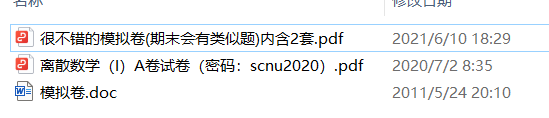 名称 修改日期
很不错的模拟卷(期末会有类似题)内含2套.pdf 2021/6/10 18:29
离散数学（I）A卷试卷（密码：scnu2020）.pdf 2020/7/2 8:35
模拟卷.doc 2011/5/24 20:10